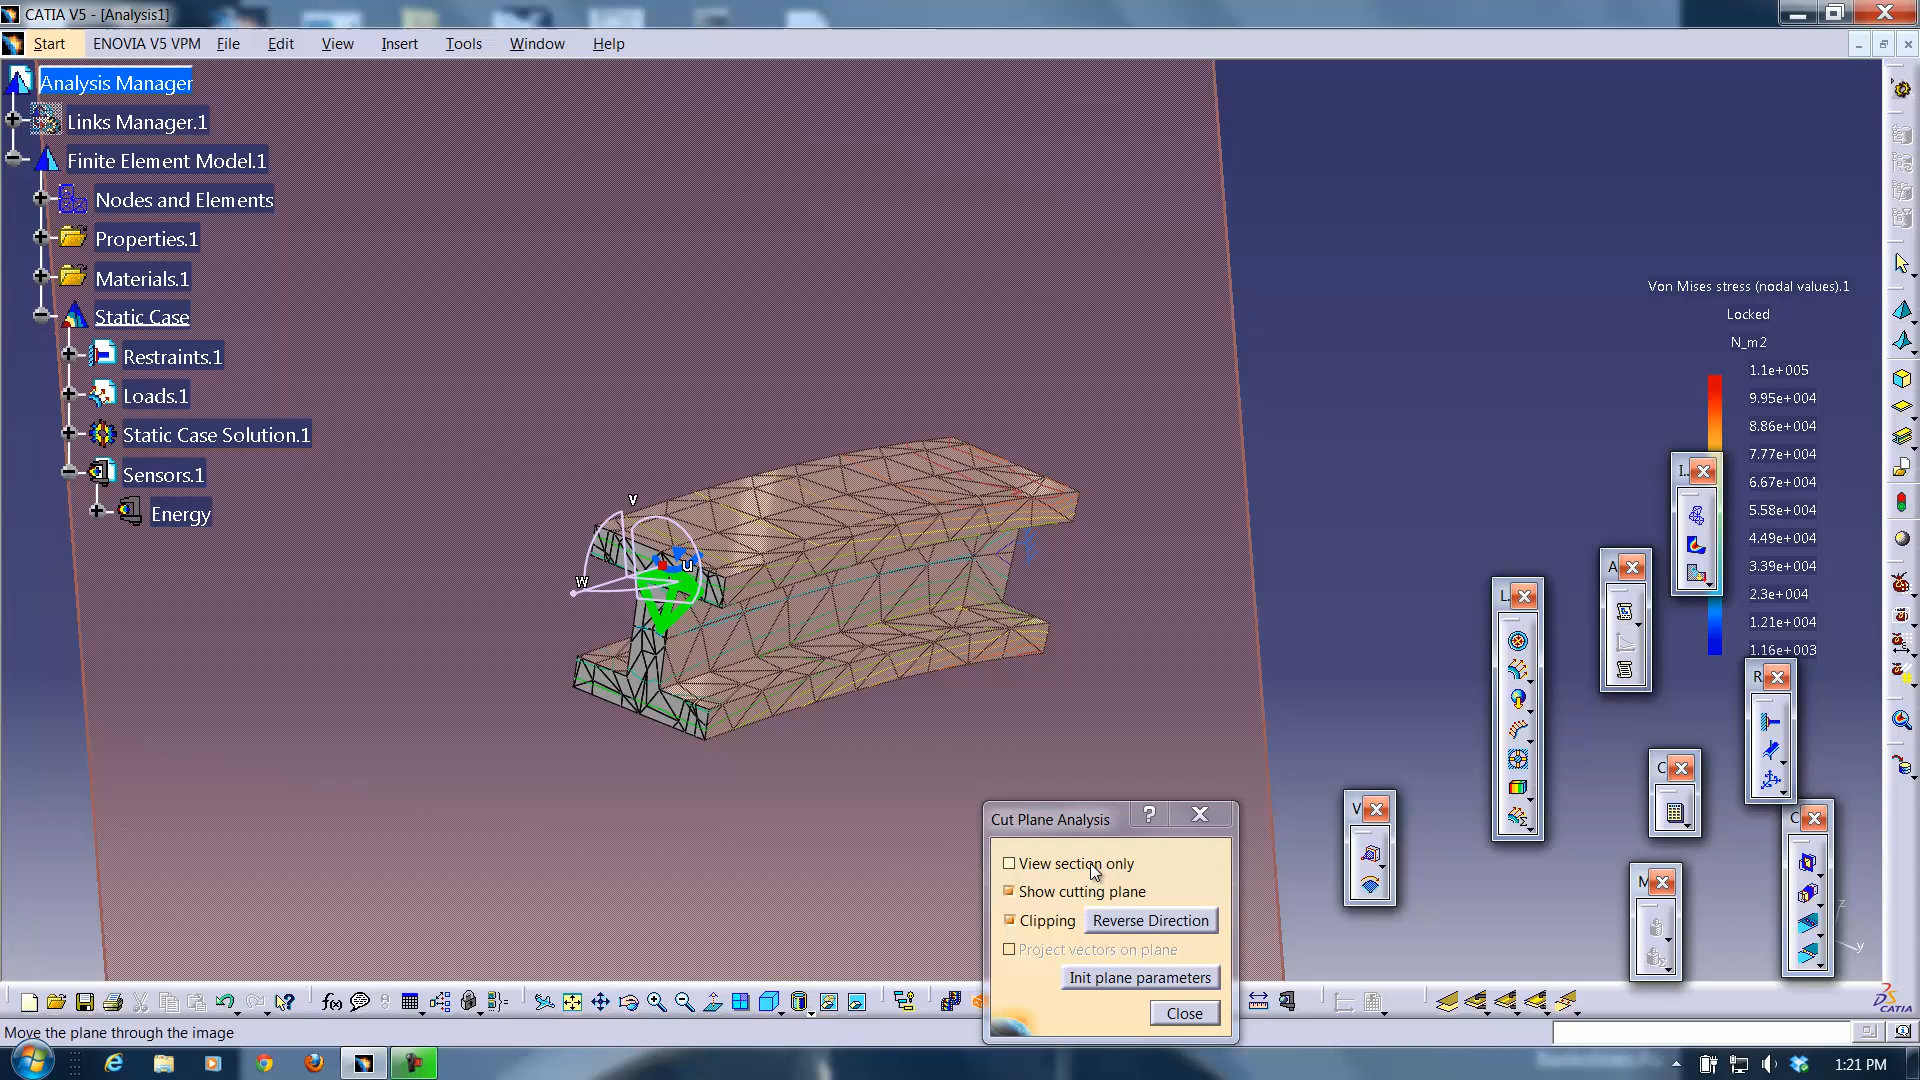 CATIA V5 - [Analysis1]
Start ENOVIA V5 VPM File Edit View Insert Tools Window Help
Analysis Manager
Links Manager.1
Finite Element Model.1
Nodes and Elements
Properties.1
Materials.1
Static Case
Restraints.1
Loads.1
Static Case Solution.1
Sensors.1
Energy
v
u
w
Von Mises stress (nodal values).1
Locked
N_m2
1.1e+005
9.95e+004
8.86e+004
7.77e+004
6.67e+004
5.58e+004
4.49e+004
3.39e+004
2.3e+004
1.21e+004
1.16e+003
I..
A
L.
R
C
V
C
M
z
y
Cut Plane Analysis ?
View section only
Show cutting plane
Clipping Reverse Direction
Project vectors on plane
Init plane parameters
Close
f(x)
CATIA
Move the plane through the image
1:21 PM